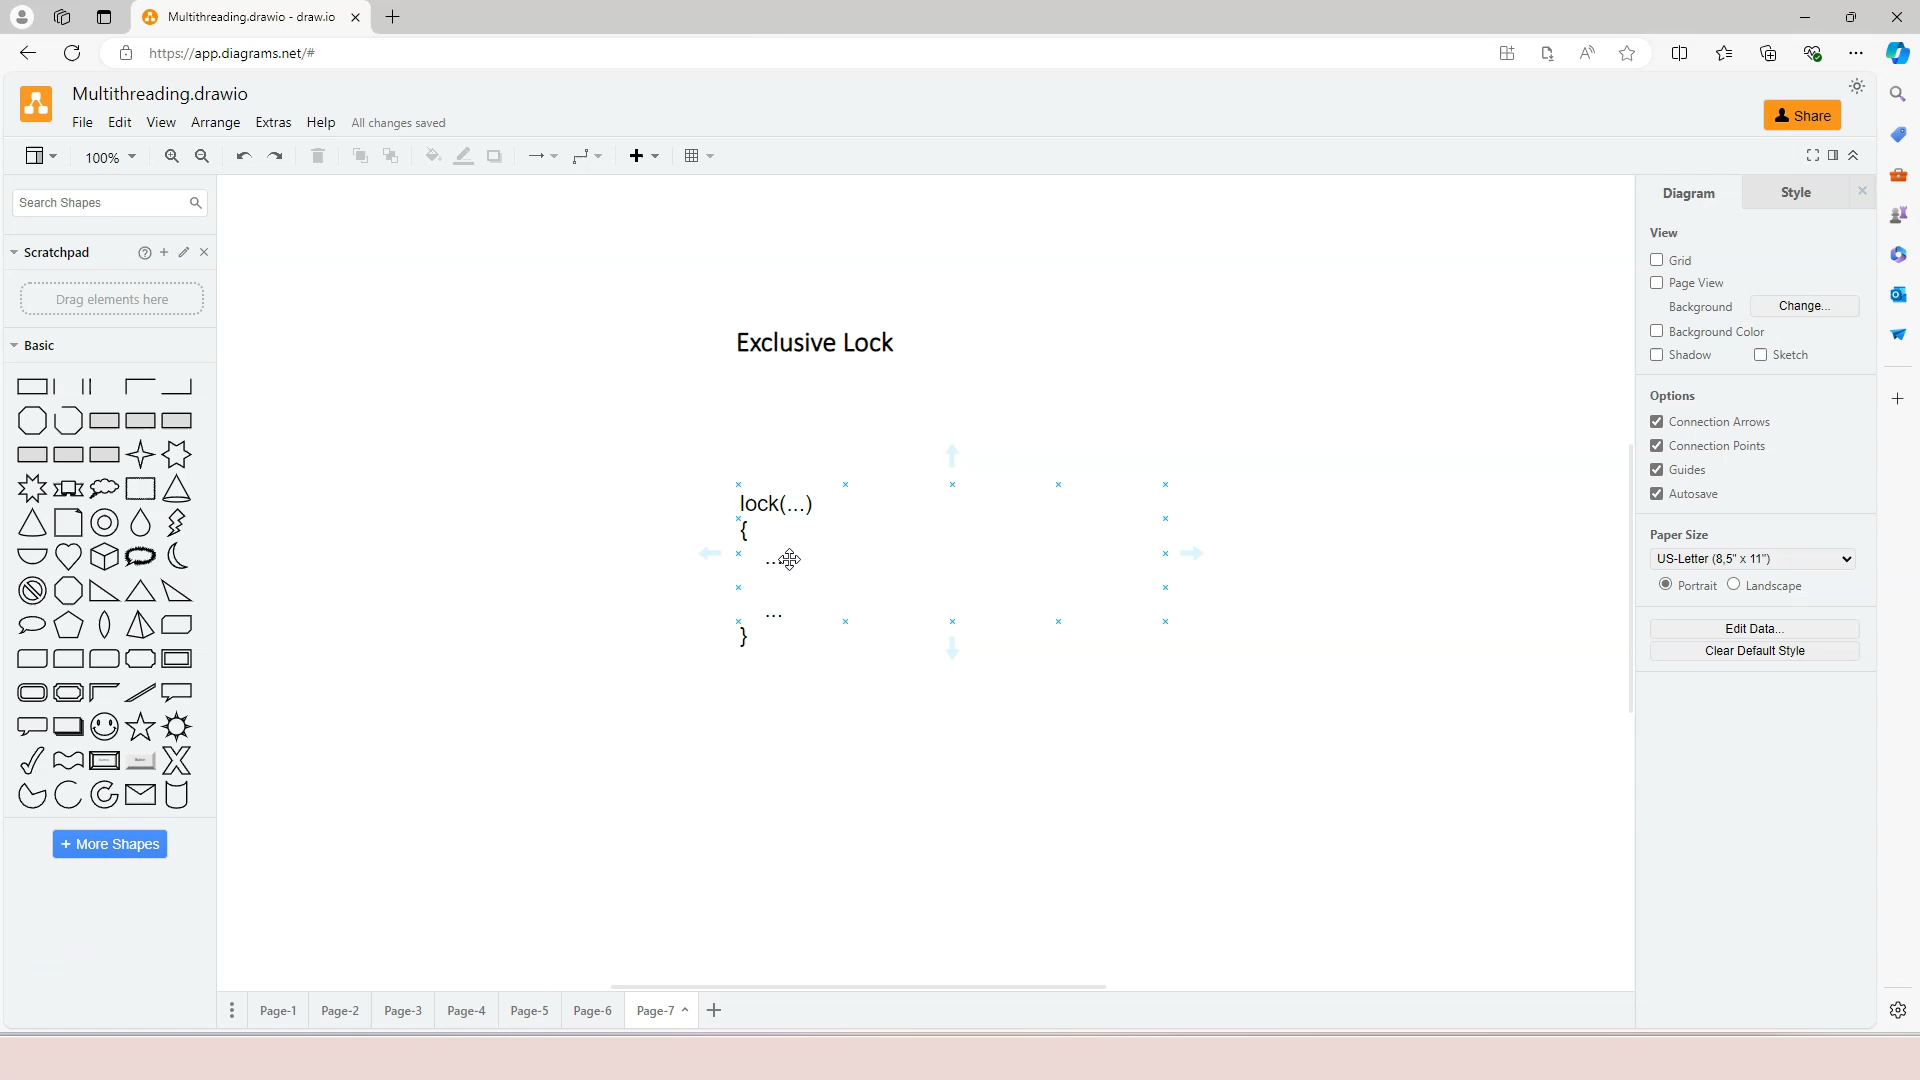 Multithreading.drawio - draw.io
https://app.diagrams.net/#
Multithreading.drawio
File Edit View Arrange Extras Help All changes saved
Share
100%
Search Shapes
Scratchpad
Drag elements here
Basic
+ More Shapes
Exclusive Lock
lock(...)
{
...
...
}
Diagram Style
View
Grid
Page View
Background Change...
Background Color
Shadow Sketch
Options
Connection Arrows
Connection Points
Guides
Autosave
Paper Size
US-Letter (8,5" x 11")
Portrait Landscape
Edit Data...
Clear Default Style
Page-1 Page-2 Page-3 Page-4 Page-5 Page-6 Page-7